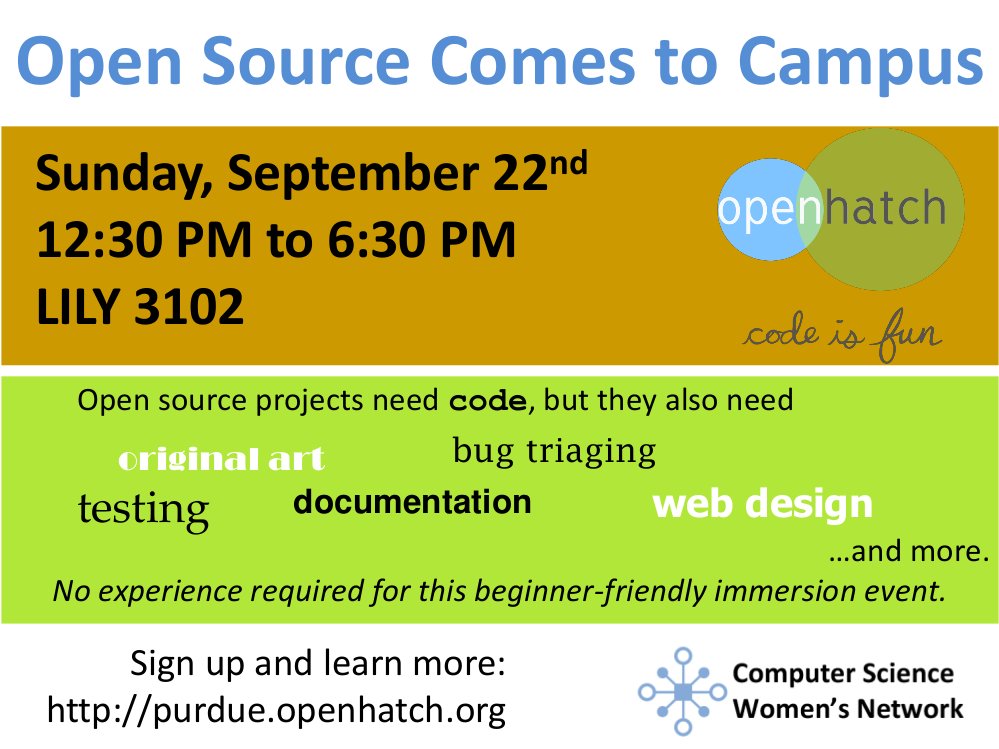 Open Source Comes to Campus
Sunday, September 22nd
12:30 PM to 6:30 PM
LILY 3102
openhatch
code is fun
Open source projects need code, but they also need
original art
bug triaging
testing
documentation
web design
...and more.
No experience required for this beginner-friendly immersion event.
Sign up and learn more:
http://purdue.openhatch.org
Computer Science
Women's Network